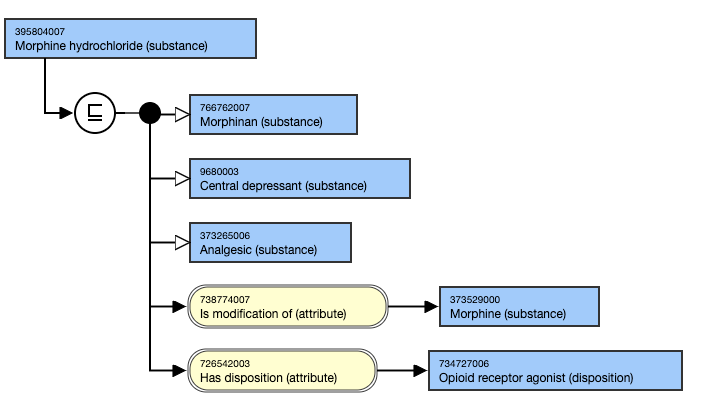 395804007
Morphine hydrochloride (substance)
⊑
766762007
Morphinan (substance)
9680003
Central depressant (substance)
373265006
Analgesic (substance)
738774007
Is modification of (attribute)
373529000
Morphine (substance)
726542003
Has disposition (attribute)
734727006
Opioid receptor agonist (disposition)